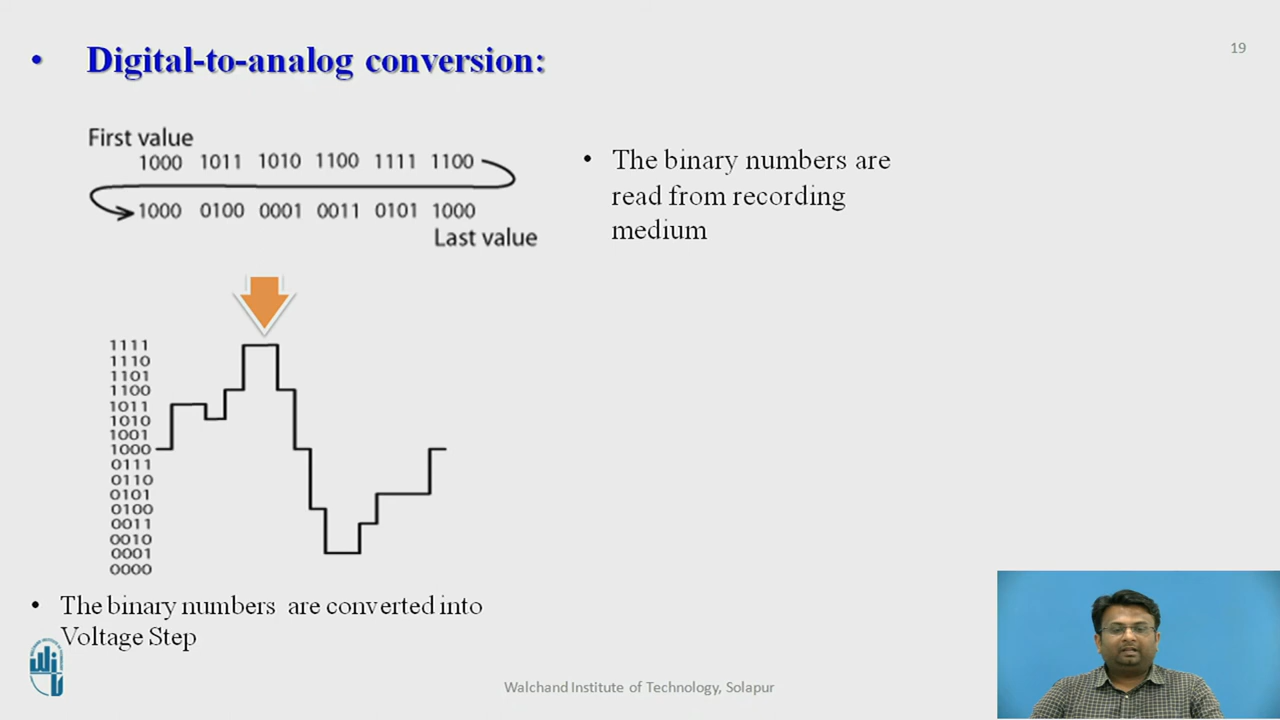 • Digital-to-analog conversion:
19
First value
1000 1011 1010 1100 1111 1100
1000 0100 0001 0011 0101 1000
Last value
• The binary numbers are
read from recording
medium
1111
1110
1101
1100
1011
1010
1001
1000
0111
0110
0101
0100
0011
0010
0001
0000
• The binary numbers are converted into
Voltage Step
Walchand Institute of Technology, Solapur